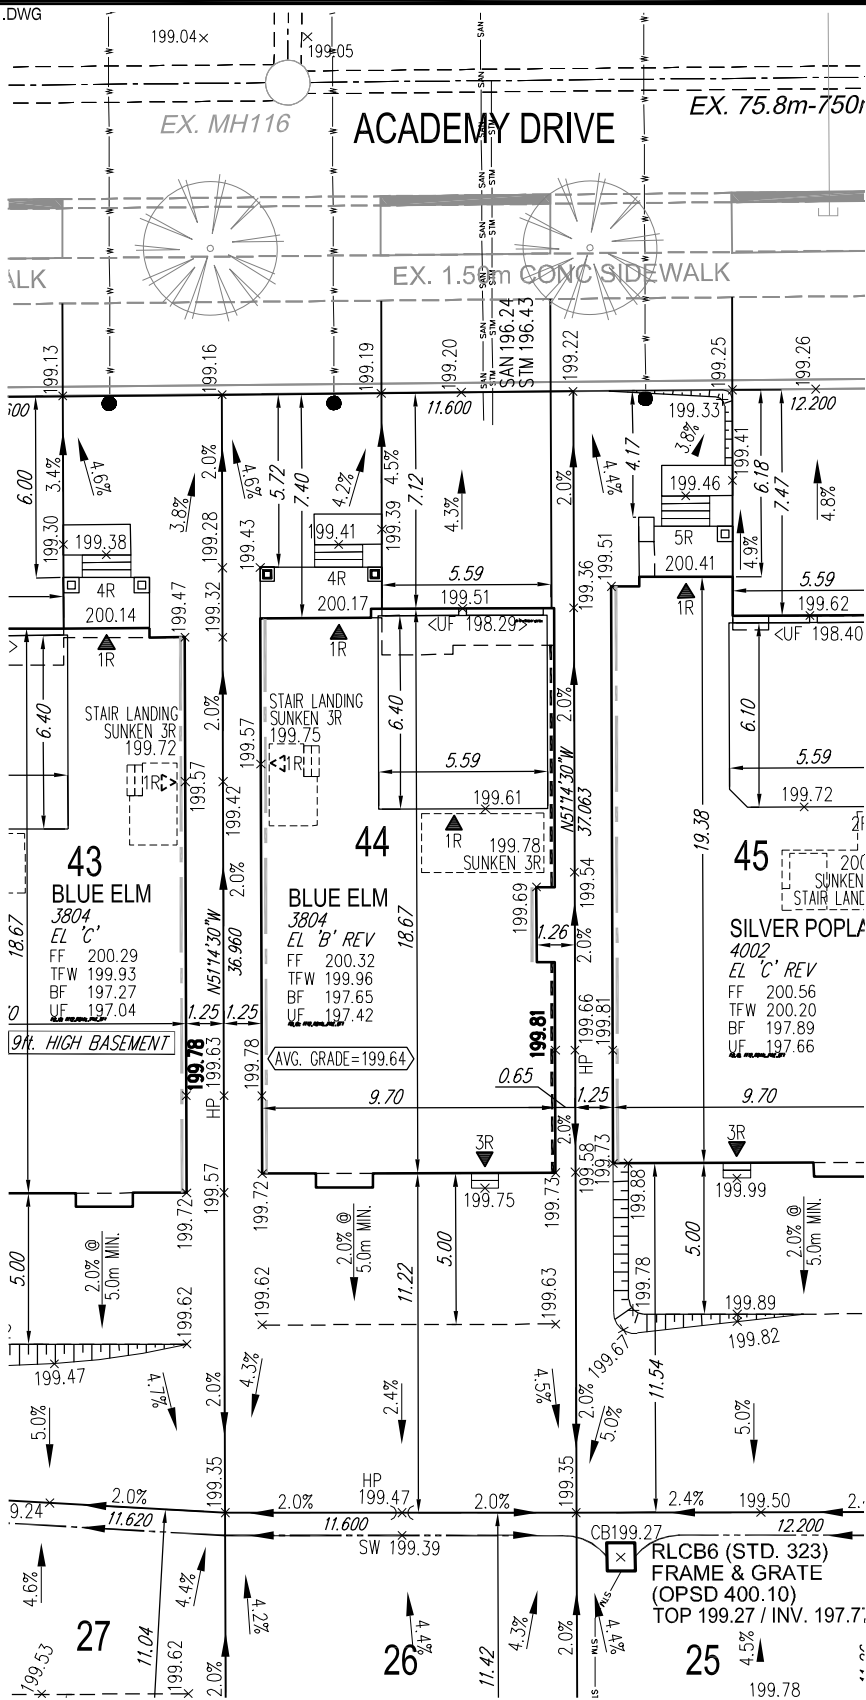 .DWG
199.04×
199.05
EX. MH116
ACADEMY DRIVE
EX. 75.8m-750
W
W
W
SAN
STM
ALK
EX. 1.50m CONC SIDEWALK
SAN 196.24
STM 196.43
199.13
199.16
199.19
199.20
199.22
199.25
199.26
600
11.600
12.200
199.33
6.00
3.4%
4.6%
3.8%
2.0%
4.6%
5.72
7.40
4.2%
4.5%
7.12
4.3%
2.0%
4.4%
4.17
3.8%
199.41
6.18
7.47
4.8%
199.30
199.38
199.28
199.43
199.41
199.39
199.46
199.51
4.9%
4R
200.14
1R
199.47
199.32
4R
200.17
1R
5.59
199.51
<UF 198.29>
199.36
5R
200.41
1R
5.59
199.62
<UF 198.40
6.40
STAIR LANDING
SUNKEN 3R
199.72
1R
199.57
2.0%
199.42
199.57
STAIR LANDING
SUNKEN 3R
199.75
1R
6.40
5.59
199.61
1R
199.78
SUNKEN 3R
2.0%
N51°14'30"W
37.063
19.38
6.10
5.59
199.72
43
BLUE ELM
3804
EL 'C'
FF 200.29
TFW 199.93
BF 197.27
UF 197.04
9ft. HIGH BASEMENT
18.67
2.0%
N51°14'30"W
36.960
1.25
1.25
44
BLUE ELM
3804
EL 'B' REV
FF 200.32
TFW 199.96
BF 197.65
UF 197.42
AVG. GRADE=199.64
18.67
199.69
1.26
199.54
2.0%
45
200
SUNKEN
STAIR LAND
SILVER POPLA
4002
EL 'C' REV
FF 200.56
TFW 200.20
BF 197.89
UF 197.66
199.78
HP 199.63
199.78
199.81
HP 199.66
199.81
9.70
0.65
1.25
9.70
199.72
199.57
199.72
3R
199.75
199.73
2.0%
199.58
199.73
199.88
3R
199.99
5.00
2.0% @
5.0m MIN.
199.62
199.62
2.0% @
5.0m MIN.
11.22
5.00
199.63
199.78
5.00
2.0% @
5.0m MIN.
199.89
199.82
199.67
199.47
5.0%
4.7%
2.0%
4.3%
2.4%
4.5%
2.0%
5.0%
11.54
5.0%
9.24
2.0%
199.35
2.0%
HP
199.47
2.0%
199.35
2.4%
199.50
2.
11.620
11.600
12.200
SW 199.39
CB199.27
RLCB6 (STD. 323)
FRAME & GRATE
(OPSD 400.10)
TOP 199.27 / INV. 197.7
4.6%
11.04
4.4%
4.2%
4.4%
11.42
4.3%
2.0%
STM
STM
4.4%
27
26
25
4.5%
199.53
199.62
2.0%
199.78